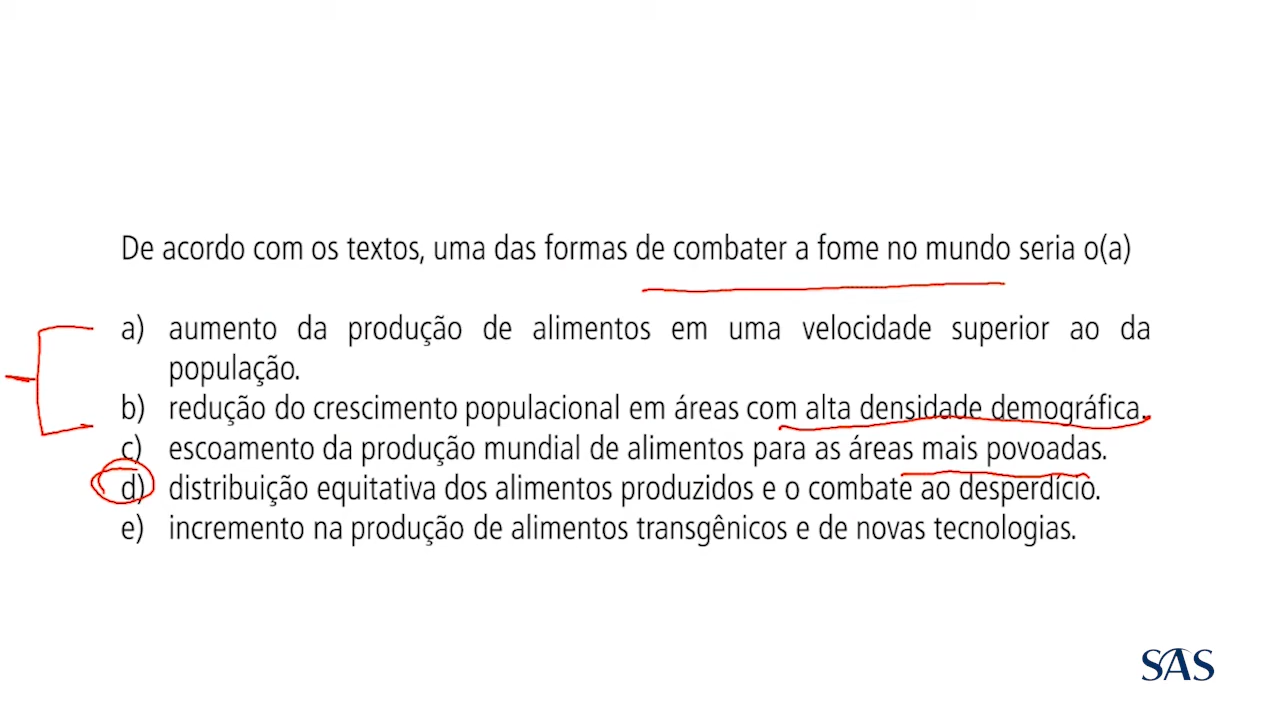 De acordo com os textos, uma das formas de combater a fome no mundo seria o(a)
a) aumento da produção de alimentos em uma velocidade superior ao da
população.
b) redução do crescimento populacional em áreas com alta densidade demográfica.
c) escoamento da produção mundial de alimentos para as áreas mais povoadas.
d) distribuição equitativa dos alimentos produzidos e o combate ao desperdício.
e) incremento na produção de alimentos transgênicos e de novas tecnologias.
SAS